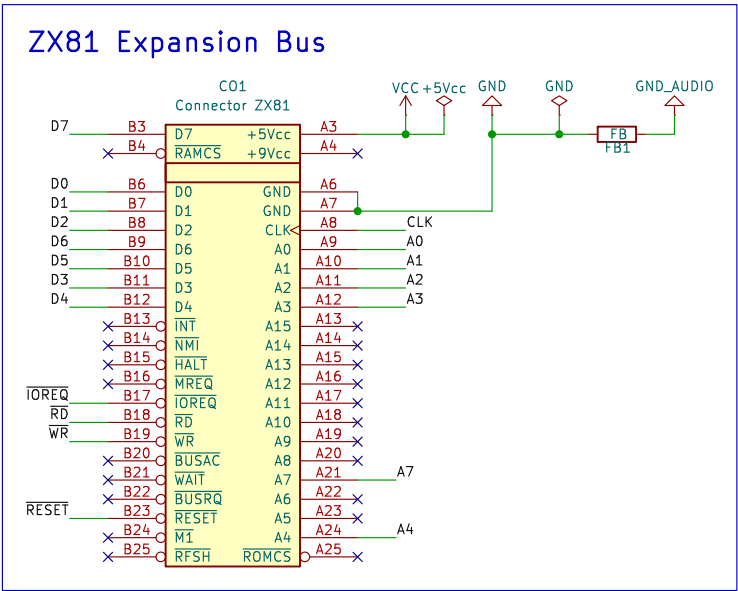 ZX81 Expansion Bus
CO1
Connector ZX81
VCC +5Vcc GND GND GND_AUDIO
D7 B3 D7 +5Vcc A3 FB
B4 RAMCS +9Vcc A4 FB1
D0 B6 D0 GND A6
D1 B7 D1 GND A7
D2 B8 D2 CLK A8 CLK
D6 B9 D6 A0 A9 A0
D5 B10 D5 A1 A10 A1
D3 B11 D3 A2 A11 A2
D4 B12 D4 A3 A12 A3
B13 INT A15 A13
B14 NMI A14 A14
B15 HALT A13 A15
B16 MREQ A12 A16
IOREQ B17 IOREQ A11 A17
RD B18 RD A10 A18
WR B19 WR A9 A19
B20 BUSAC A8 A20
B21 WAIT A7 A21 A7
B22 BUSRQ A6 A22
RESET B23 RESET A5 A23
B24 M1 A4 A24 A4
B25 RFSH ROMCS A25